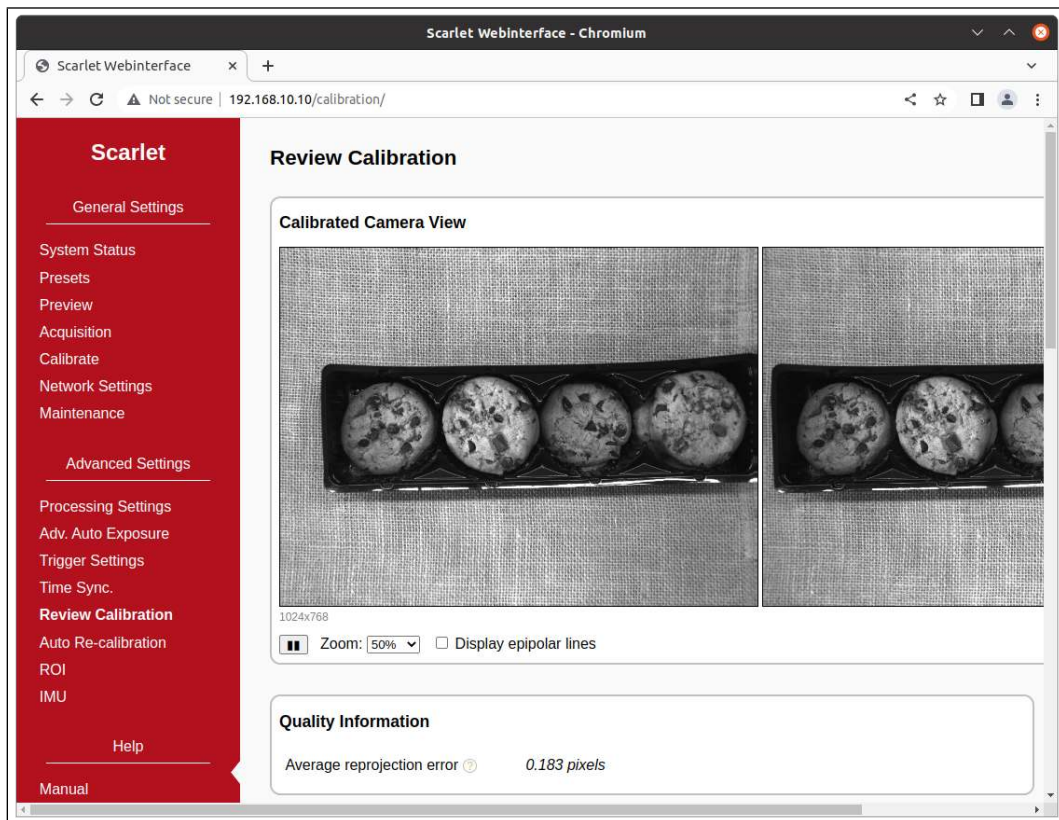 Scarlet Webinterface - Chromium
Scarlet Webinterface
Not secure | 192.168.10.10/calibration/
Scarlet
General Settings
System Status
Presets
Preview
Acquisition
Calibrate
Network Settings
Maintenance
Advanced Settings
Processing Settings
Adv. Auto Exposure
Trigger Settings
Time Sync.
Review Calibration
Auto Re-calibration
ROI
IMU
Help
Manual
Review Calibration
Calibrated Camera View
1024x768
Zoom: 50% Display epipolar lines
Quality Information
Average reprojection error ? 0.183 pixels